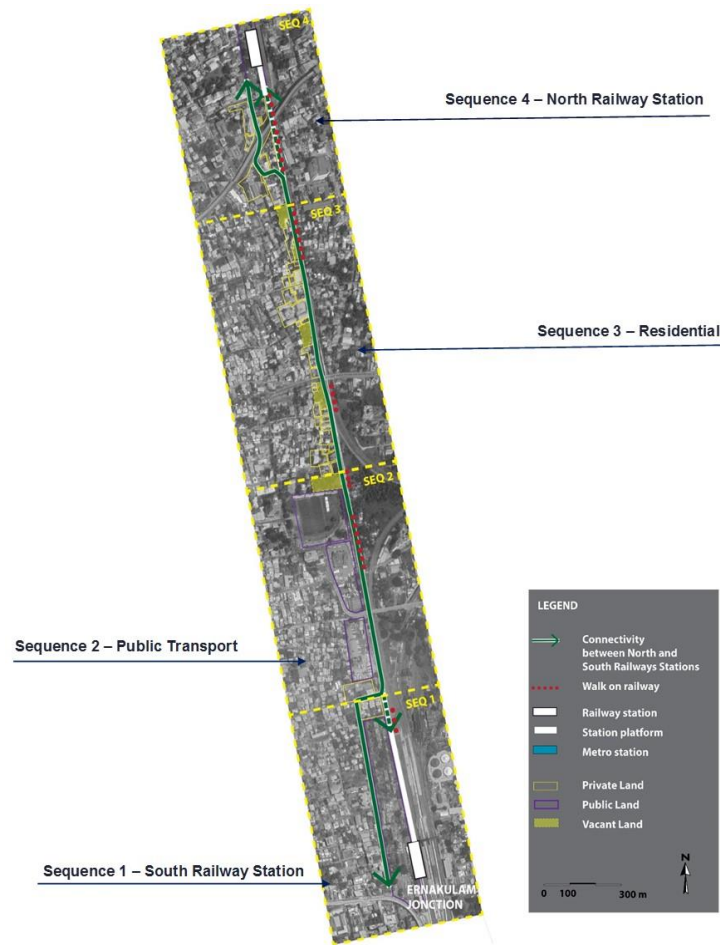 SEQ 4
Sequence 4 – North Railway Station
SEQ 3
Sequence 3 – Residential
SEQ 2
Sequence 2 – Public Transport
SEQ 1
Sequence 1 – South Railway Station
ERNAKULAM
JONCTION
LEGEND
Connectivity
between North and
South Railways Stations
Walk on railway
Railway station
Station platform
Metro station
Private Land
Public Land
Vacant Land
N
0 100 300 m